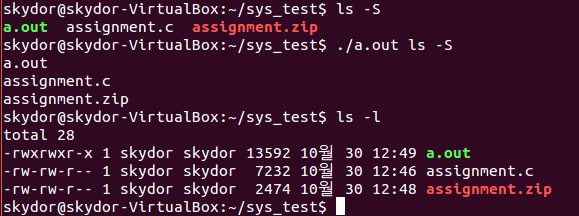 skydor@skydor-VirtualBox:~/sys_test$ ls -S
a.out  assignment.c  assignment.zip
skydor@skydor-VirtualBox:~/sys_test$ ./a.out ls -S
a.out
assignment.c
assignment.zip
skydor@skydor-VirtualBox:~/sys_test$ ls -l
total 28
-rwxrwxr-x 1 skydor skydor 13592 10월 30 12:49 a.out
-rw-rw-r-- 1 skydor skydor  7232 10월 30 12:46 assignment.c
-rw-rw-r-- 1 skydor skydor  2474 10월 30 12:48 assignment.zip
skydor@skydor-VirtualBox:~/sys_test$